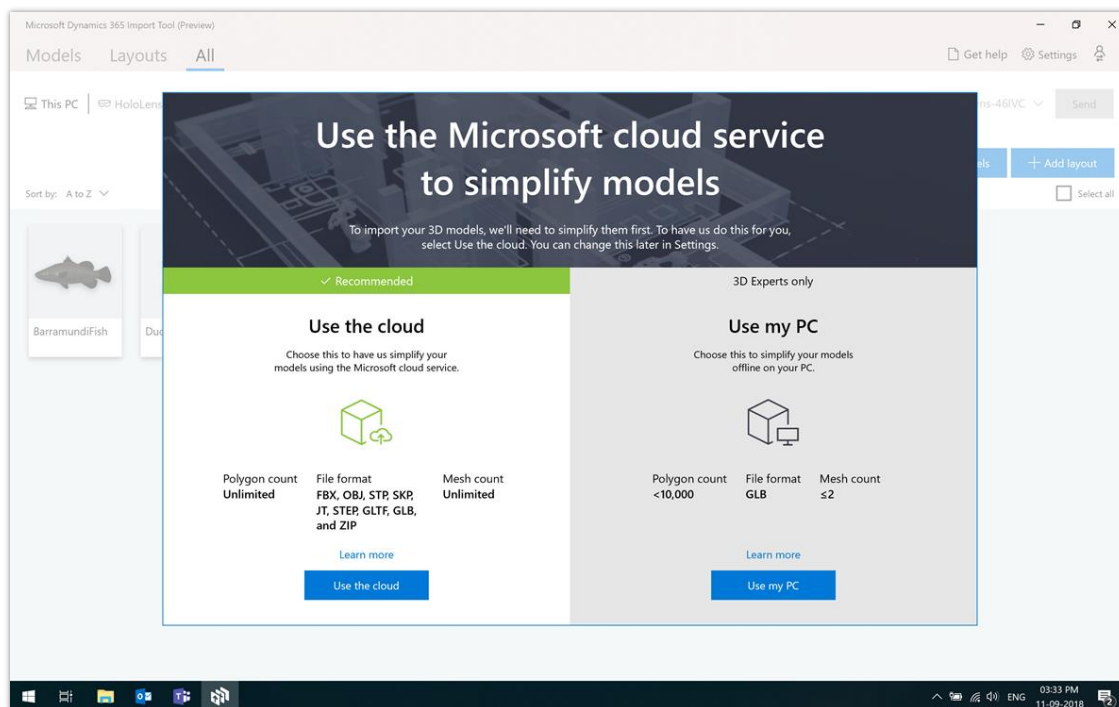 Microsoft Dynamics 365 Import Tool (Preview)
Models Layouts All
Get help Settings
This PC HoloLens
Send
Use the Microsoft cloud service
to simplify models
+ Add layout
Sort by: A to Z
Select all
To import your 3D models, we'll need to simplify them first. To have us do this for you,
select Use the cloud. You can change this later in Settings.
Recommended
3D Experts only
BarramundiFish
Use the cloud
Choose this to have us simplify your
models using the Microsoft cloud service.
Polygon count
Unlimited
File format
FBX, OBJ, STP, SKP,
JT, STEP, GLTF, GLB,
and ZIP
Mesh count
Unlimited
Learn more
Use the cloud
Use my PC
Choose this to simplify your models
offline on your PC.
Polygon count
<10,000
File format
GLB
Mesh count
≤2
Learn more
Use my PC
ENG
03:33 PM
11-09-2018